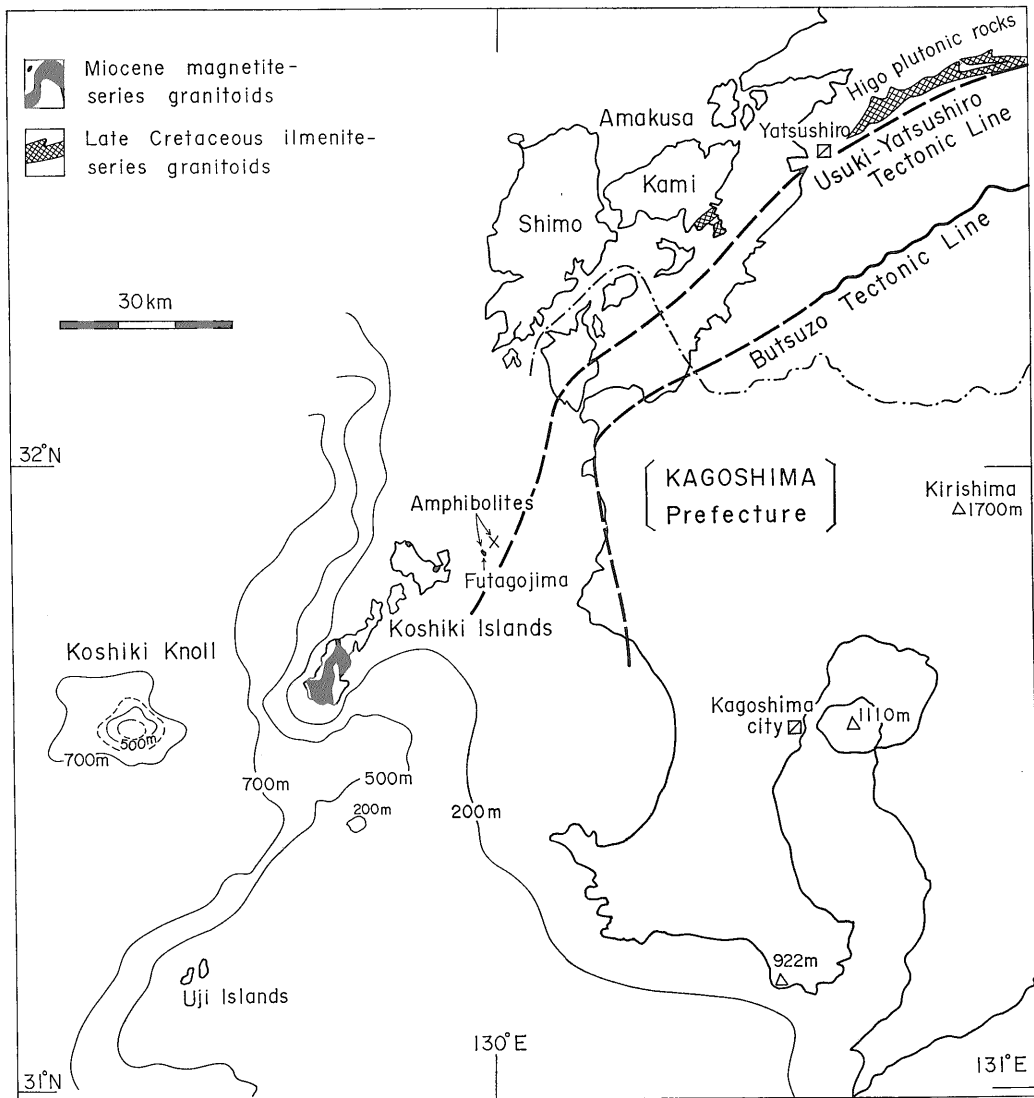 Miocene magnetite-
series granitoids
Late Cretaceous ilmenite-
series granitoids
Higo plutonic rocks
Amakusa
Yatsushiro
Usuki-Yatsushiro
Tectonic Line
Kami
Shimo
30km
Butsuzo Tectonic Line
32°N
KAGOSHIMA
Prefecture
Kirishima
△1700m
Amphibolites
Futagojima
Koshiki Islands
Koshiki Knoll
500m
700m
Kagoshima
city
1110m
700m
500m
200m
200m
922m
Uji Islands
130°E
131°E
31°N